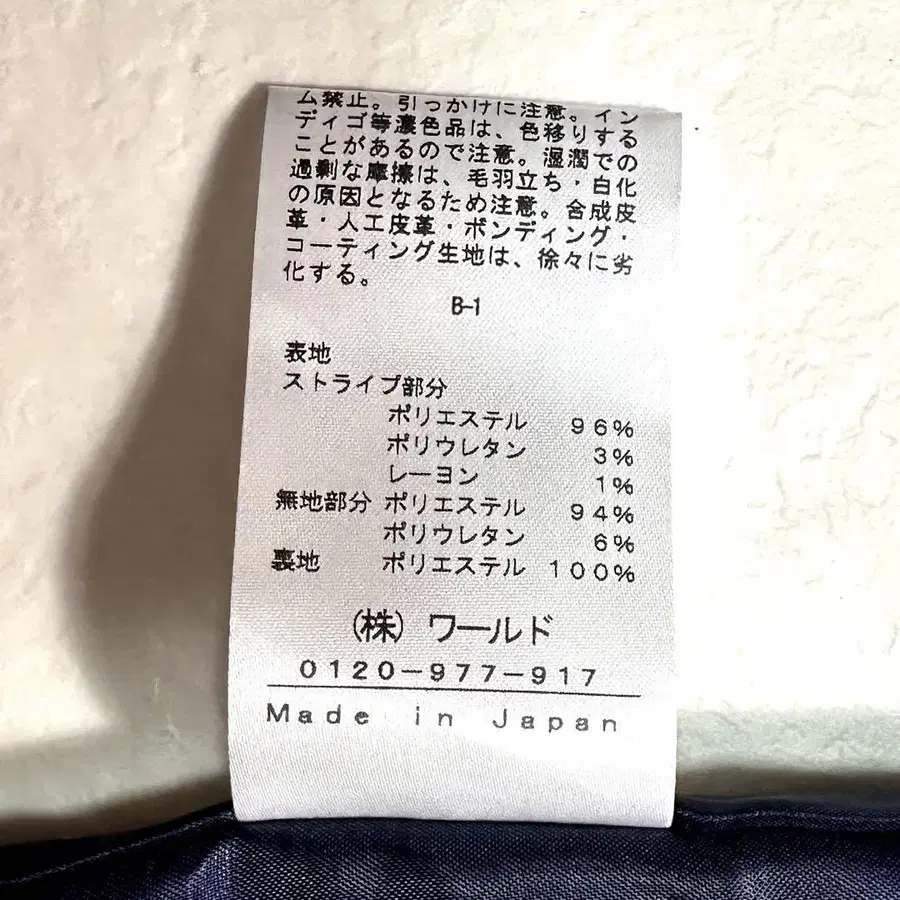 ム禁止。引っかけに注意。イン
ディゴ等濃色品は、色移りする
ことがあるので注意。湿潤での
過剰な摩擦は、毛羽立ち・白化
の原因となるため注意。合成皮
革・人工皮革・ボンディング・
コーティング生地は、徐々に劣
化する。
B-1
表地
ストライプ部分
ポリエステル 96%
ポリウレタン 3%
レーヨン 1%
無地部分 ポリエステル 94%
ポリウレタン 6%
裏地 ポリエステル 100%
(株) ワールド
0120-977-917
Made in Japan